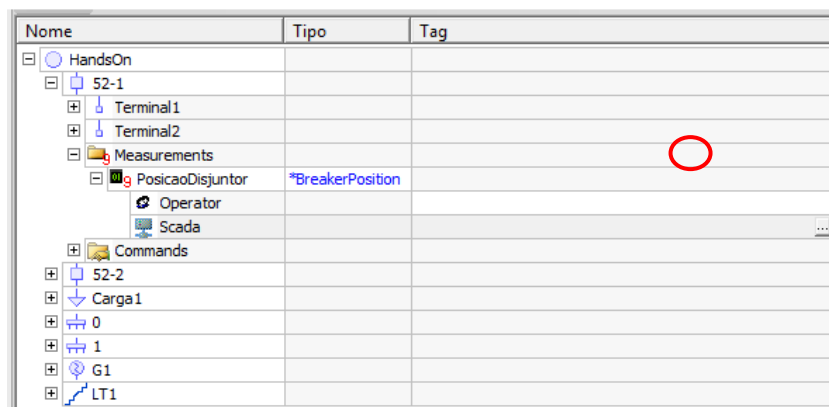 Nome Tipo Tag
HandsOn
52-1
Terminal1
Terminal2
Measurements
PosicaoDisjuntor *BreakerPosition
Operator
Scada ...
Commands
52-2
Carga1
0
1
G1
LT1